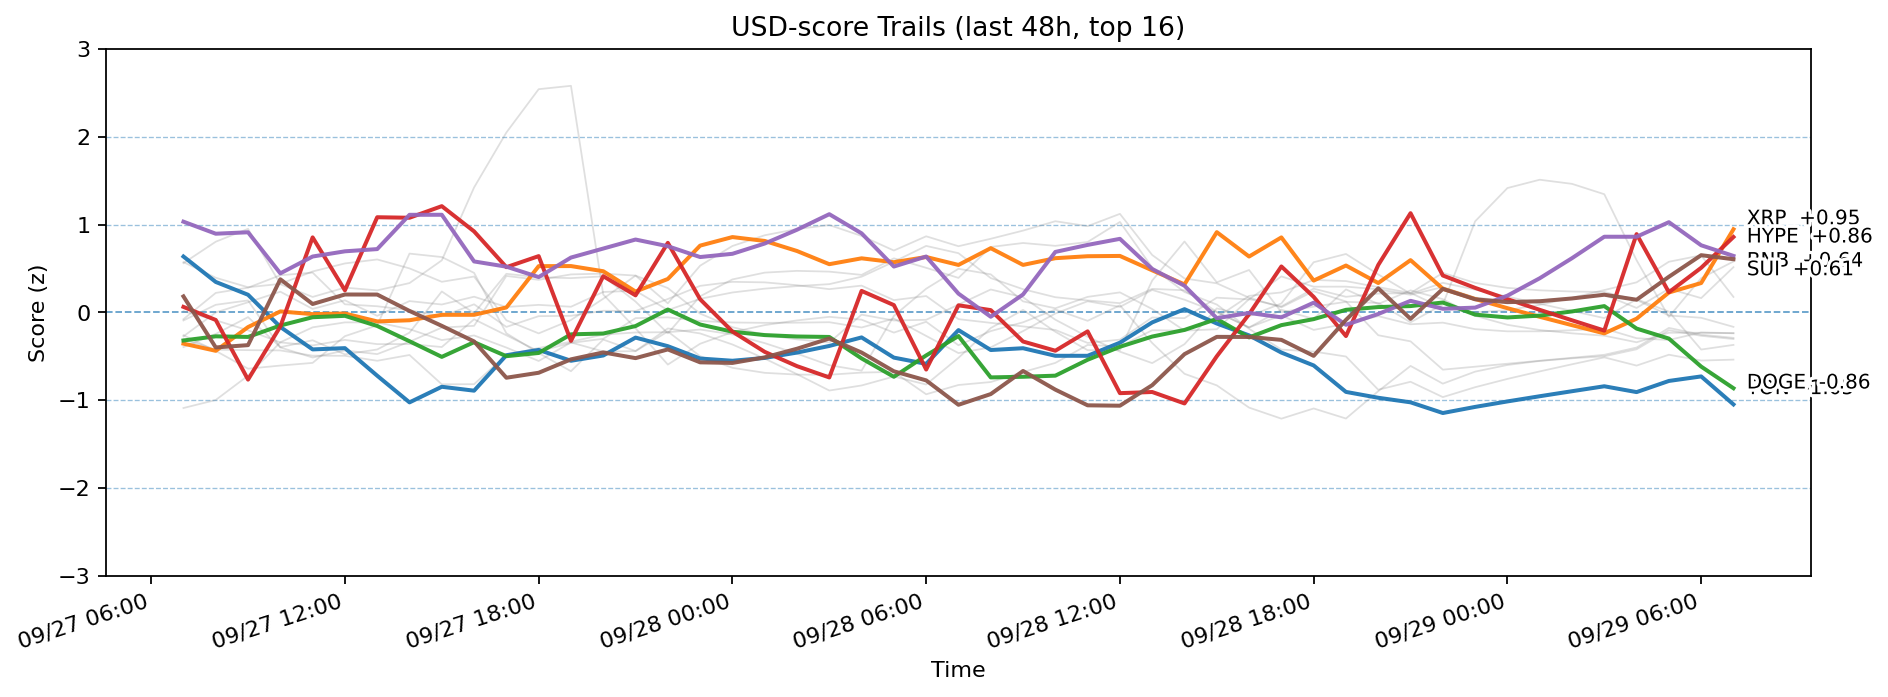 USD-score Trails (last 48h, top 16)
3
2
1
0
−1
−2
−3
Score (z)
XRP +0.95
HYPE +0.86
SUI +0.61
DOGE -0.86
09/27 06:00
09/27 12:00
09/27 18:00
09/28 00:00
09/28 06:00
09/28 12:00
09/28 18:00
09/29 00:00
09/29 06:00
Time